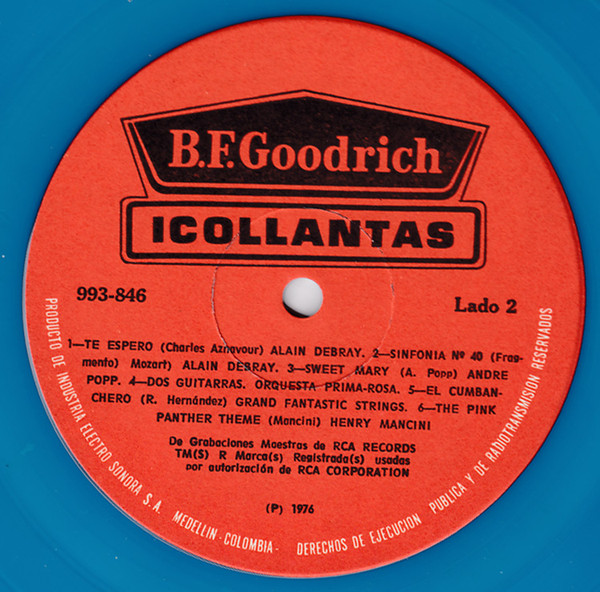 B.F.Goodrich
ICOLLANTAS
993-846
Lado 2
1—TE ESPERO (Charles Aznavour) ALAIN DEBRAY. 2—SINFONIA Nº 40 (Frag-
mento) Mozart) ALAIN DEBRAY. 3—SWEET MARY (A. Popp) ANDRE
POPP. 4—DOS GUITARRAS. ORQUESTA PRIMA-ROSA. 5—EL CUMBAN-
CHERO (R. Hernández) GRAND FANTASTIC STRINGS. 6—THE PINK
PANTHER THEME (Mancini) HENRY MANCINI
De Grabaciones Maestras de RCA RECORDS
TM(S) R Marca(s) Registrada(s) usadas
por autorización de RCA CORPORATION
(P) 1976
PRODUCTO DE INDUSTRIA ELECTRO SONORA S.A. MEDELLIN - COLOMBIA - DERECHOS DE EJECUCION PUBLICA Y DE RADIOTRANSMISION RESERVADOS